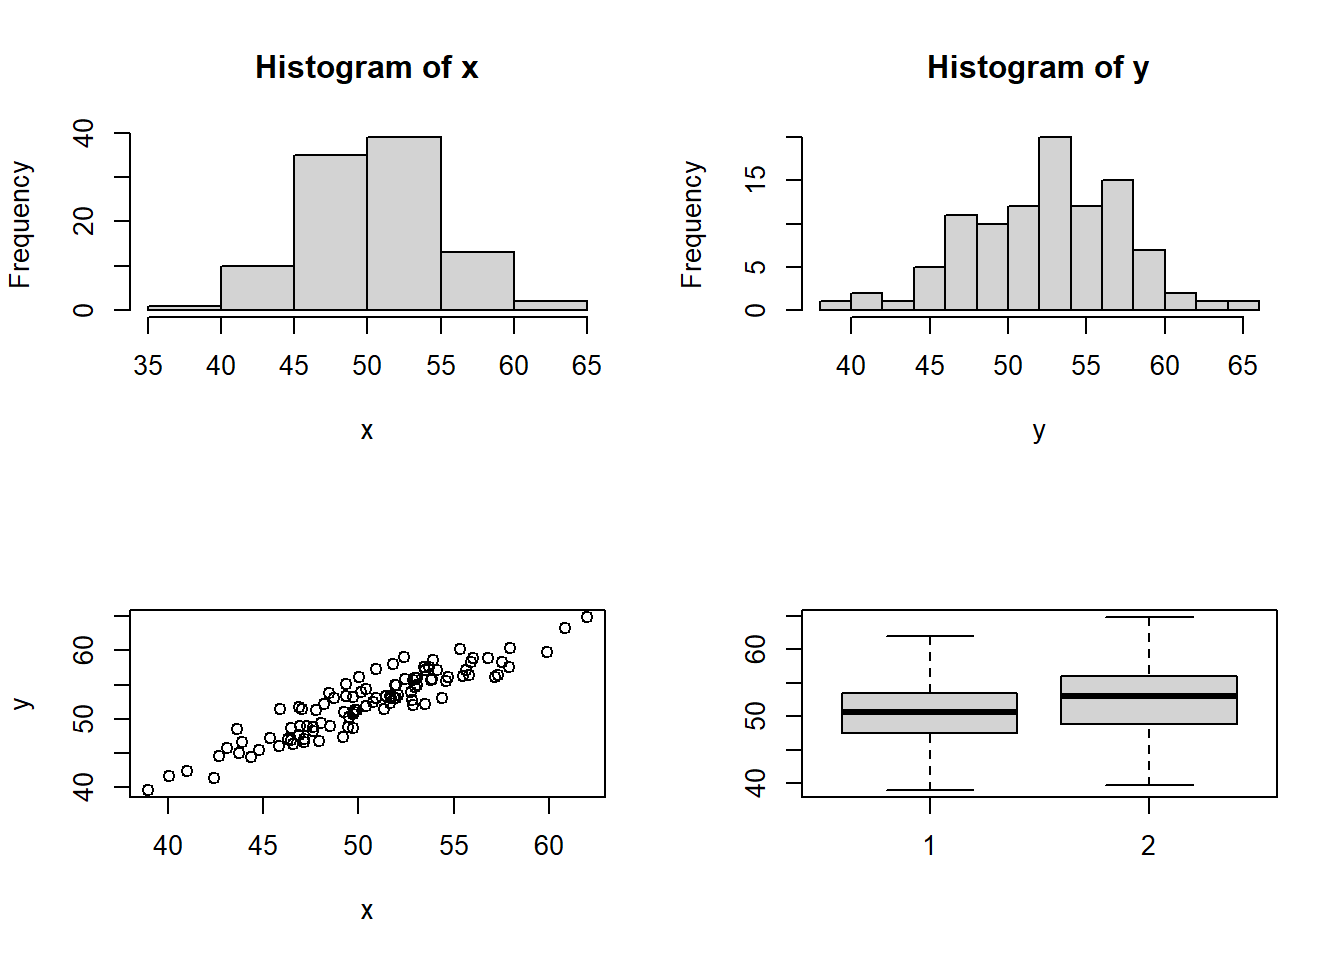 Histogram of x
Frequency
0 20 40
35 40 45 50 55 60 65
x
Histogram of y
Frequency
0 5 15
40 45 50 55 60 65
y
y
40 50 60
40 45 50 55 60
x
40 50 60
1 2